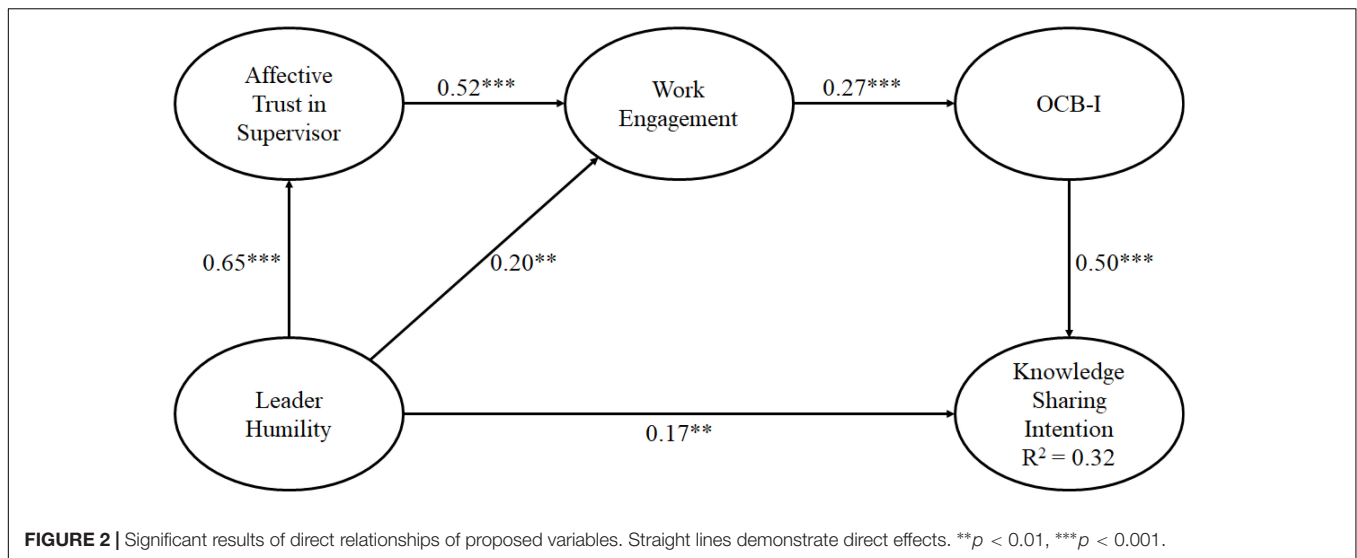 Affective
Trust in
Supervisor
0.52***
Work
Engagement
0.27***
OCB-I
0.65***
0.20**
0.50***
Leader
Humility
0.17**
Knowledge
Sharing
Intention
R² = 0.32
FIGURE 2 | Significant results of direct relationships of proposed variables. Straight lines demonstrate direct effects. **p < 0.01, ***p < 0.001.